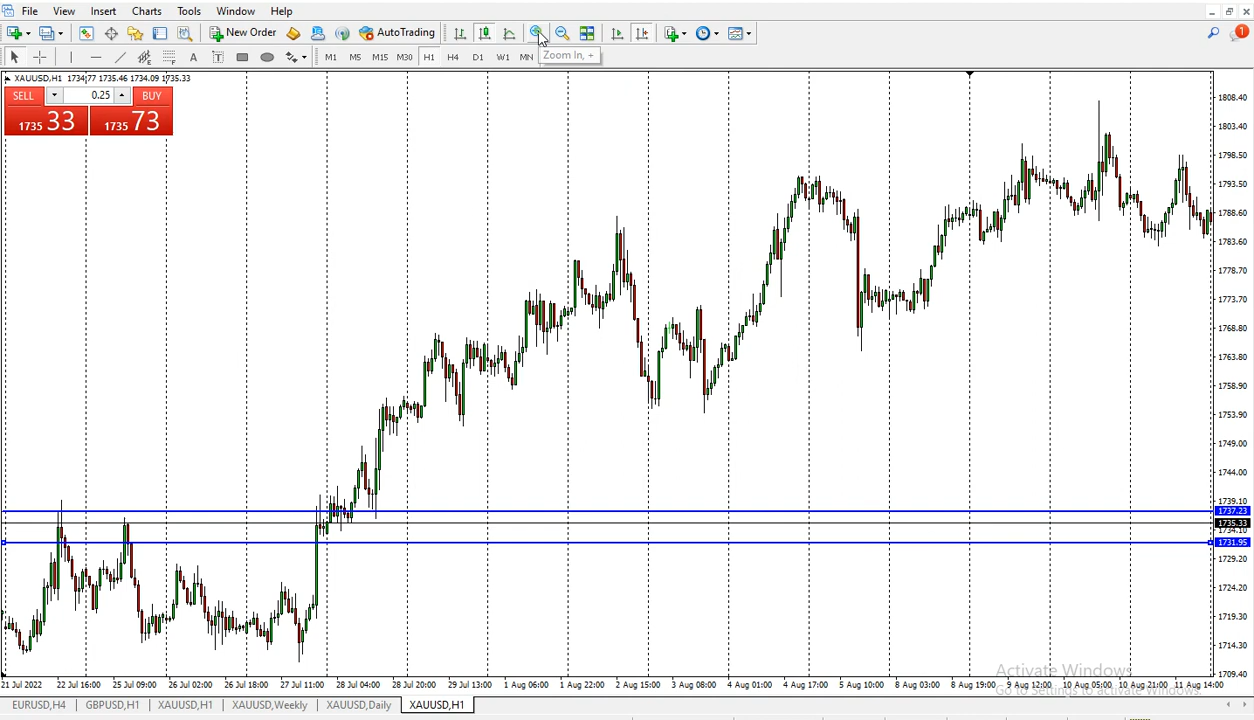 File View Insert Charts Tools Window Help
1
New Order AutoTrading
A T M1 M5 M15 M30 H1 H4 D1 W1 MN
Zoom In, +
XAUUSD,H1 1734.77 1735.46 1734.09 1735.33
SELL 0.25 BUY
1735 33 1735 73
1808.40
1803.40
1798.50
1793.50
1788.60
1783.60
1778.70
1773.70
1768.80
1763.80
1758.90
1753.90
1749.00
1744.00
1739.10
1737.23
1735.33
1734.10
1731.95
1729.20
1724.20
1719.30
1714.30
1709.40
Activate Windows
Go to Settings to activate Windows.
21 Jul 2022 22 Jul 16:00 25 Jul 09:00 26 Jul 02:00 26 Jul 18:00 27 Jul 11:00 28 Jul 04:00 28 Jul 20:00 29 Jul 13:00 1 Aug 06:00 1 Aug 22:00 2 Aug 15:00 3 Aug 08:00 4 Aug 01:00 4 Aug 17:00 5 Aug 10:00 8 Aug 03:00 8 Aug 19:00 9 Aug 12:00 10 Aug 05:00 10 Aug 21:00 11 Aug 14:00
EURUSD,H4 GBPUSD,H1 XAUUSD,H1 XAUUSD,Weekly XAUUSD,Daily XAUUSD,H1